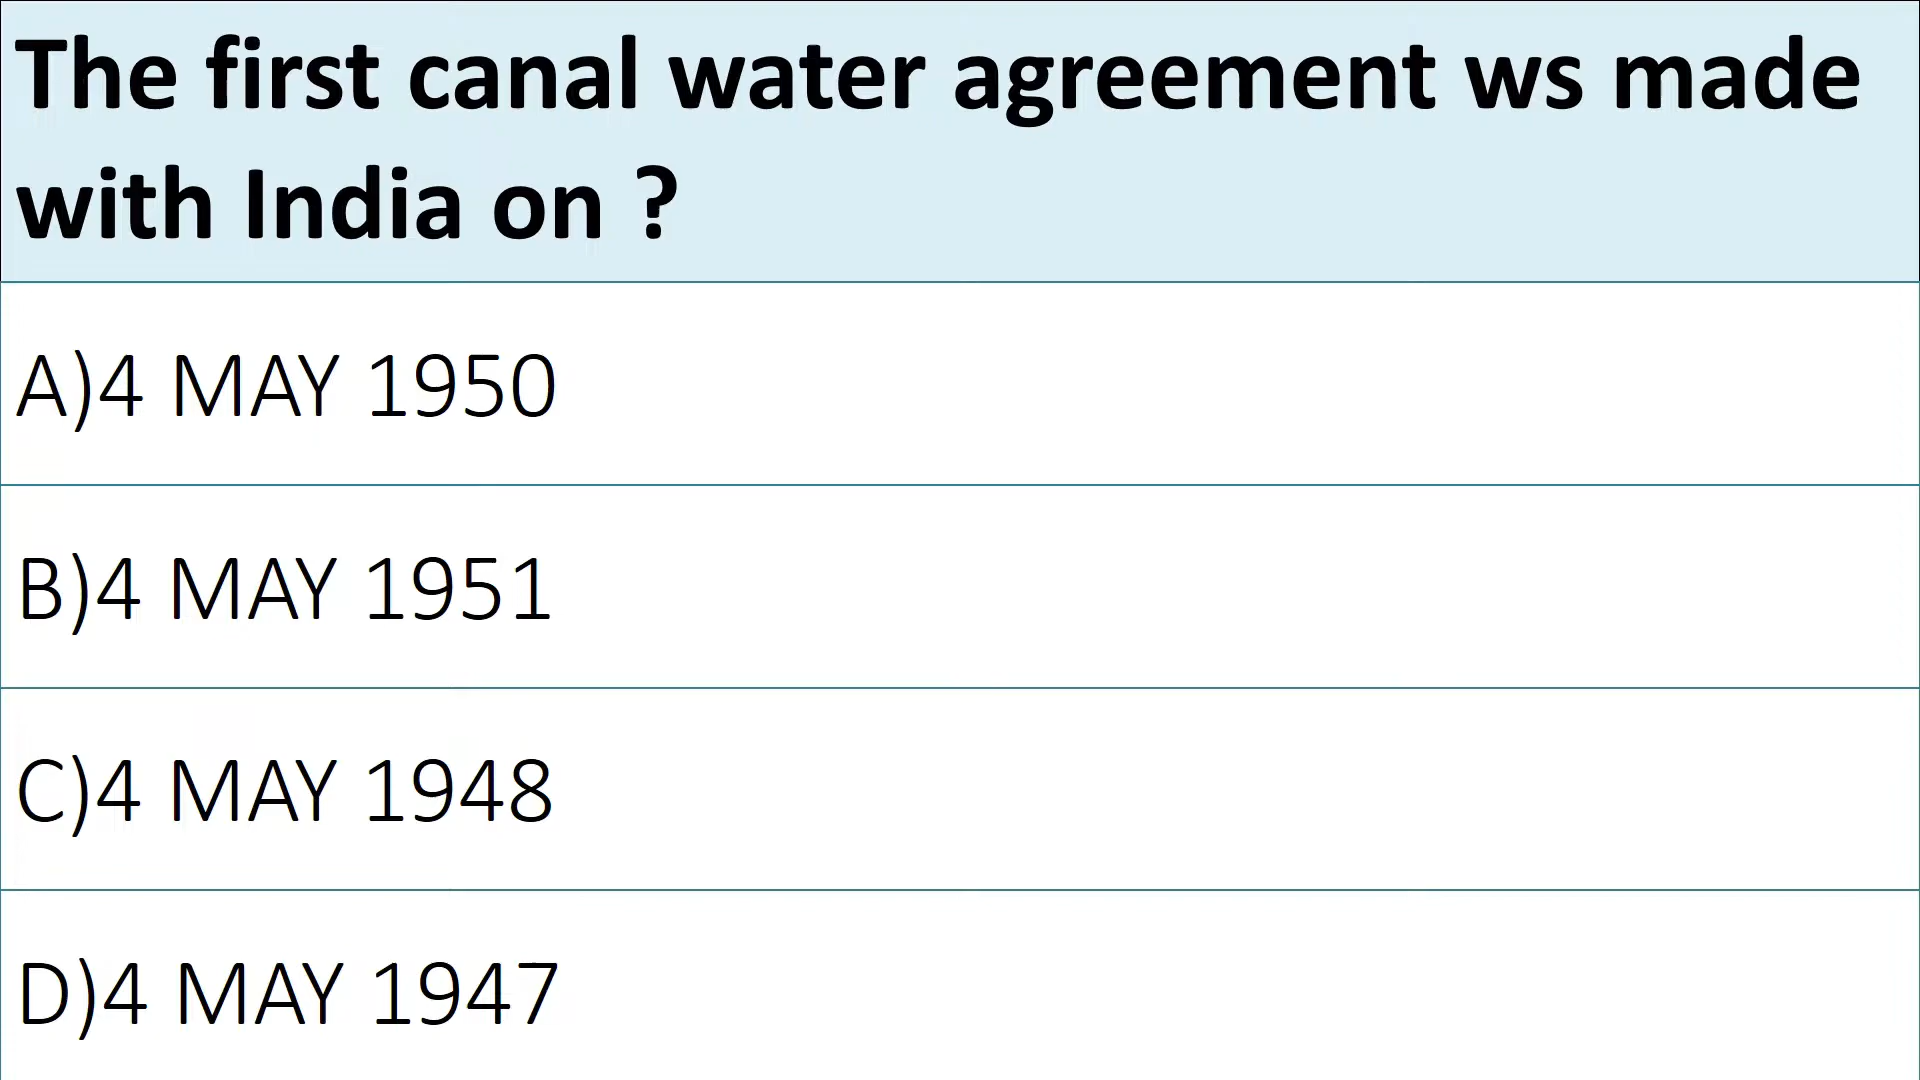 The first canal water agreement ws made
with India on ?
A)4 MAY 1950
B)4 MAY 1951
C)4 MAY 1948
D)4 MAY 1947